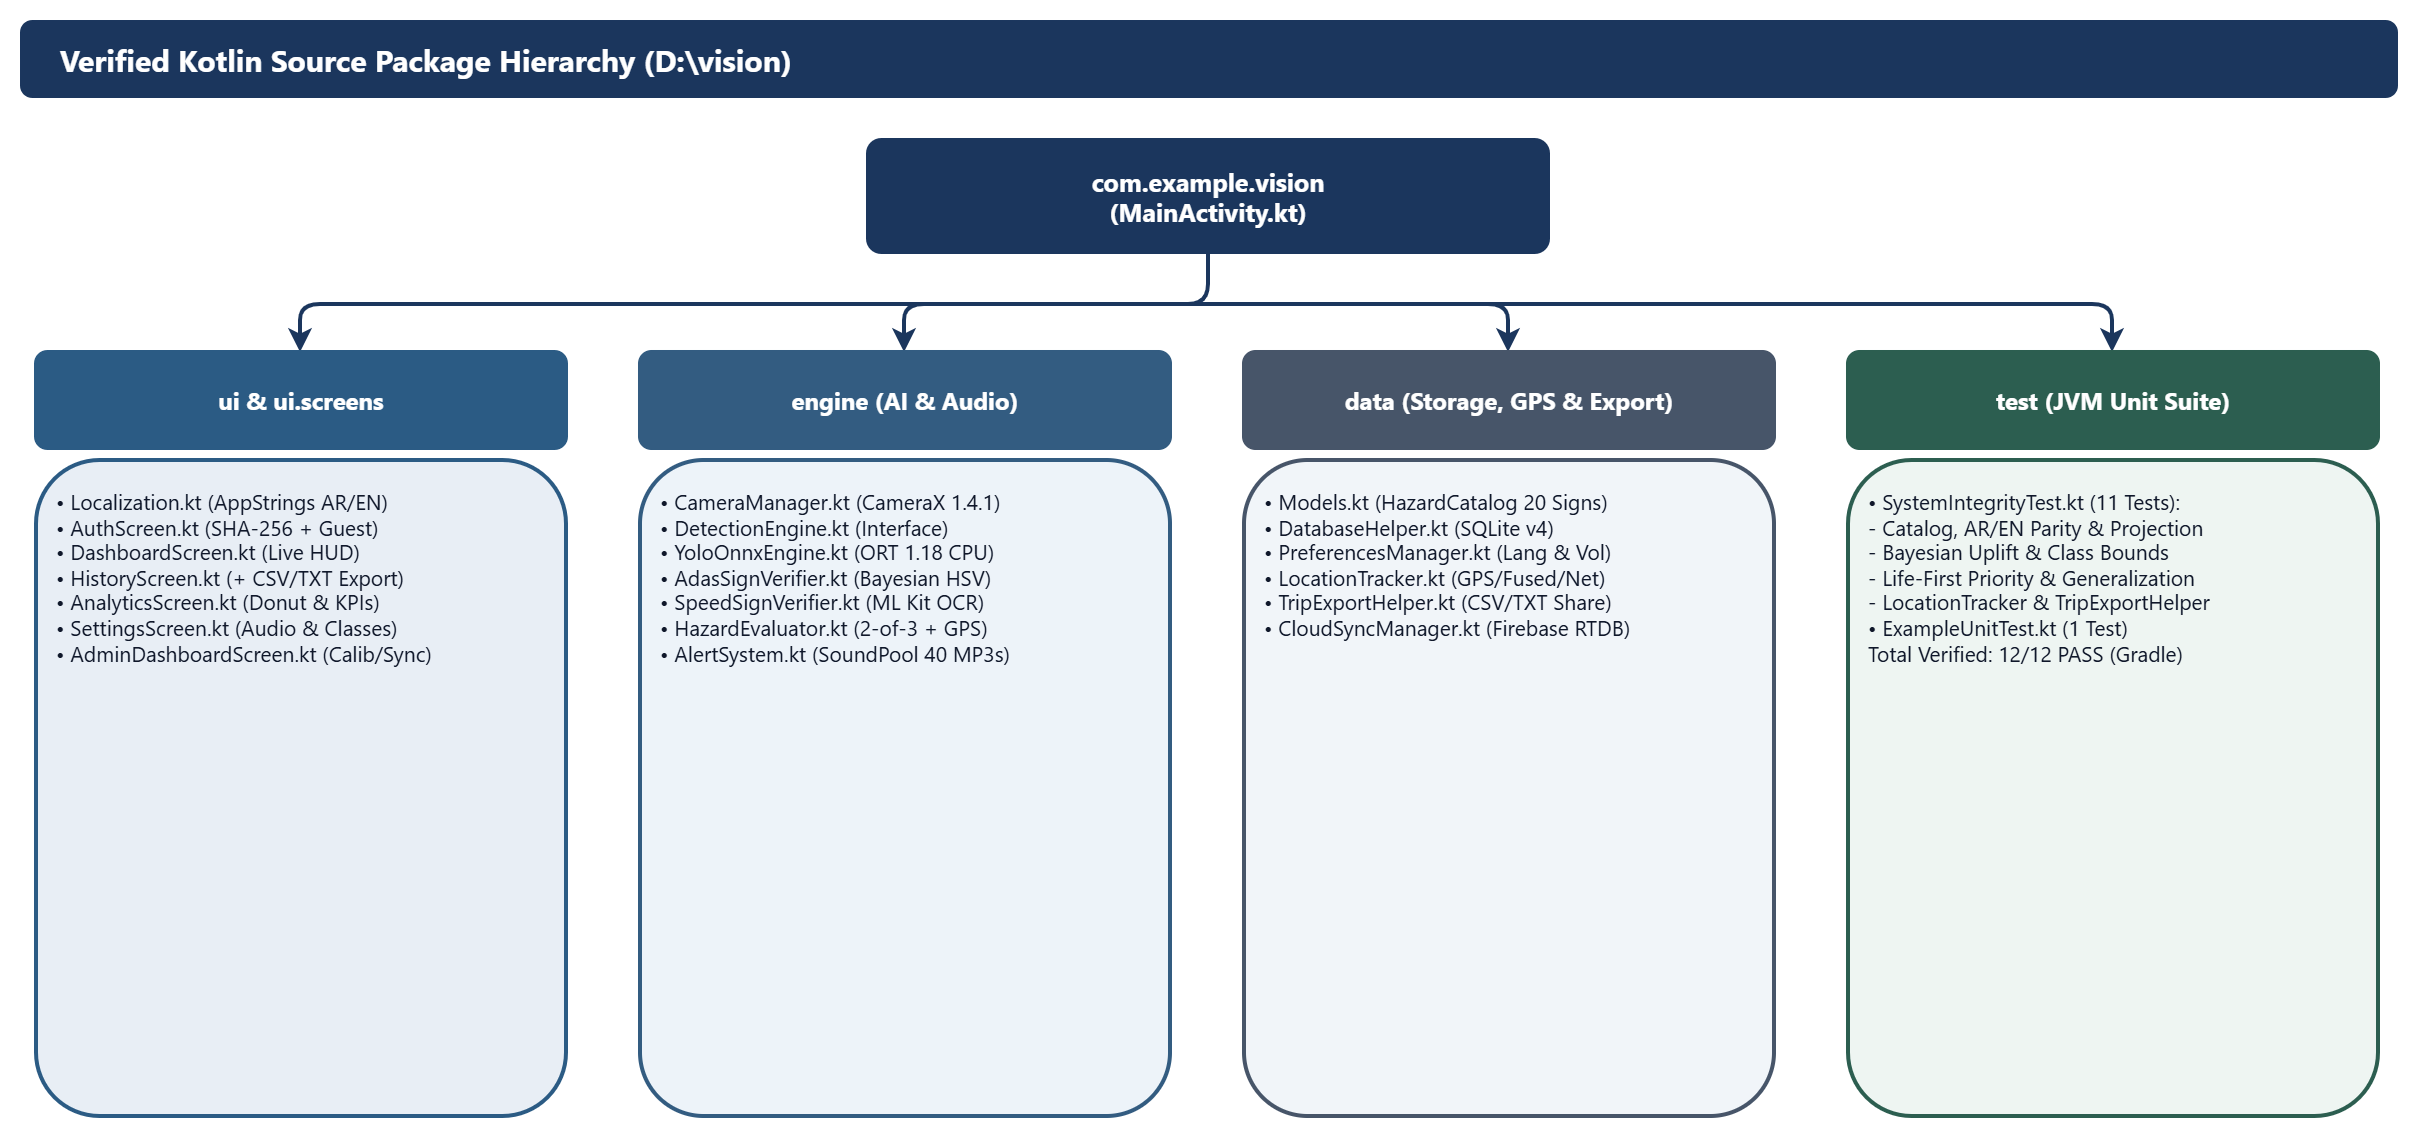 Verified Kotlin Source Package Hierarchy (D:\vision)
com.example.vision
(MainActivity.kt)
ui & ui.screens
• Localization.kt (AppStrings AR/EN)
• AuthScreen.kt (SHA-256 + Guest)
• DashboardScreen.kt (Live HUD)
• HistoryScreen.kt (+ CSV/TXT Export)
• AnalyticsScreen.kt (Donut & KPIs)
• SettingsScreen.kt (Audio & Classes)
• AdminDashboardScreen.kt (Calib/Sync)
engine (AI & Audio)
• CameraManager.kt (CameraX 1.4.1)
• DetectionEngine.kt (Interface)
• YoloOnnxEngine.kt (ORT 1.18 CPU)
• AdasSignVerifier.kt (Bayesian HSV)
• SpeedSignVerifier.kt (ML Kit OCR)
• HazardEvaluator.kt (2-of-3 + GPS)
• AlertSystem.kt (SoundPool 40 MP3s)
data (Storage, GPS & Export)
• Models.kt (HazardCatalog 20 Signs)
• DatabaseHelper.kt (SQLite v4)
• PreferencesManager.kt (Lang & Vol)
• LocationTracker.kt (GPS/Fused/Net)
• TripExportHelper.kt (CSV/TXT Share)
• CloudSyncManager.kt (Firebase RTDB)
test (JVM Unit Suite)
• SystemIntegrityTest.kt (11 Tests):
- Catalog, AR/EN Parity & Projection
- Bayesian Uplift & Class Bounds
- Life-First Priority & Generalization
- LocationTracker & TripExportHelper
• ExampleUnitTest.kt (1 Test)
Total Verified: 12/12 PASS (Gradle)